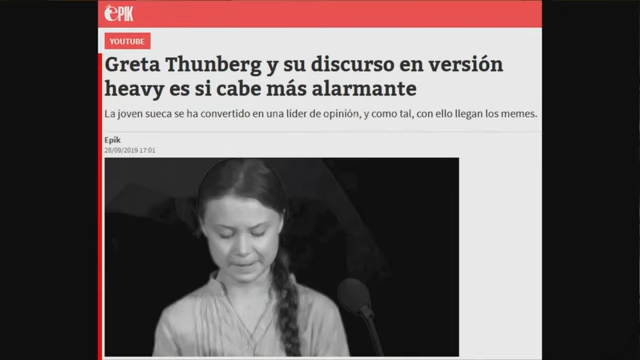 epik
YOUTUBE
Greta Thunberg y su discurso en versión
heavy es si cabe más alarmante
La joven sueca se ha convertido en una líder de opinión, y como tal, con ello llegan los memes.
Epik
28/09/2019 17:01